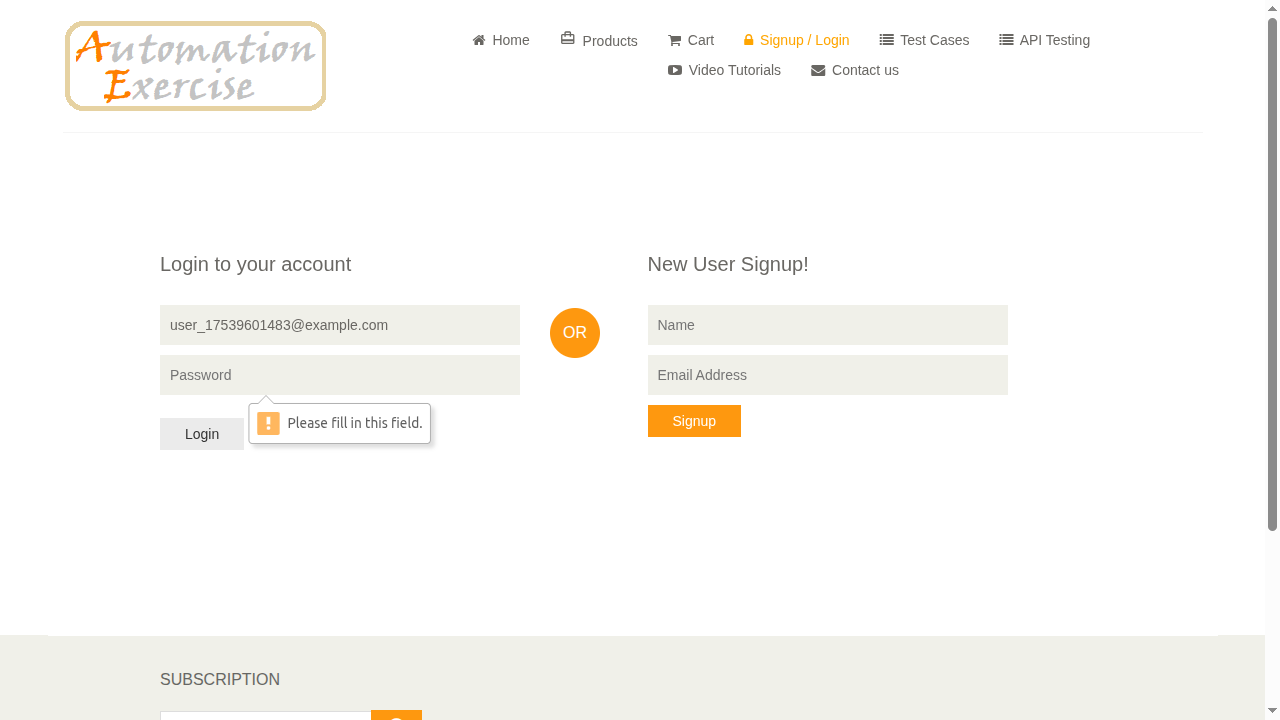 Automation
Exercise
Home
Products
Cart
Signup / Login
Test Cases
API Testing
Video Tutorials
Contact us
Login to your account
user_17539601483@example.com
Password
Please fill in this field.
Login
OR
New User Signup!
Name
Email Address
Signup
SUBSCRIPTION